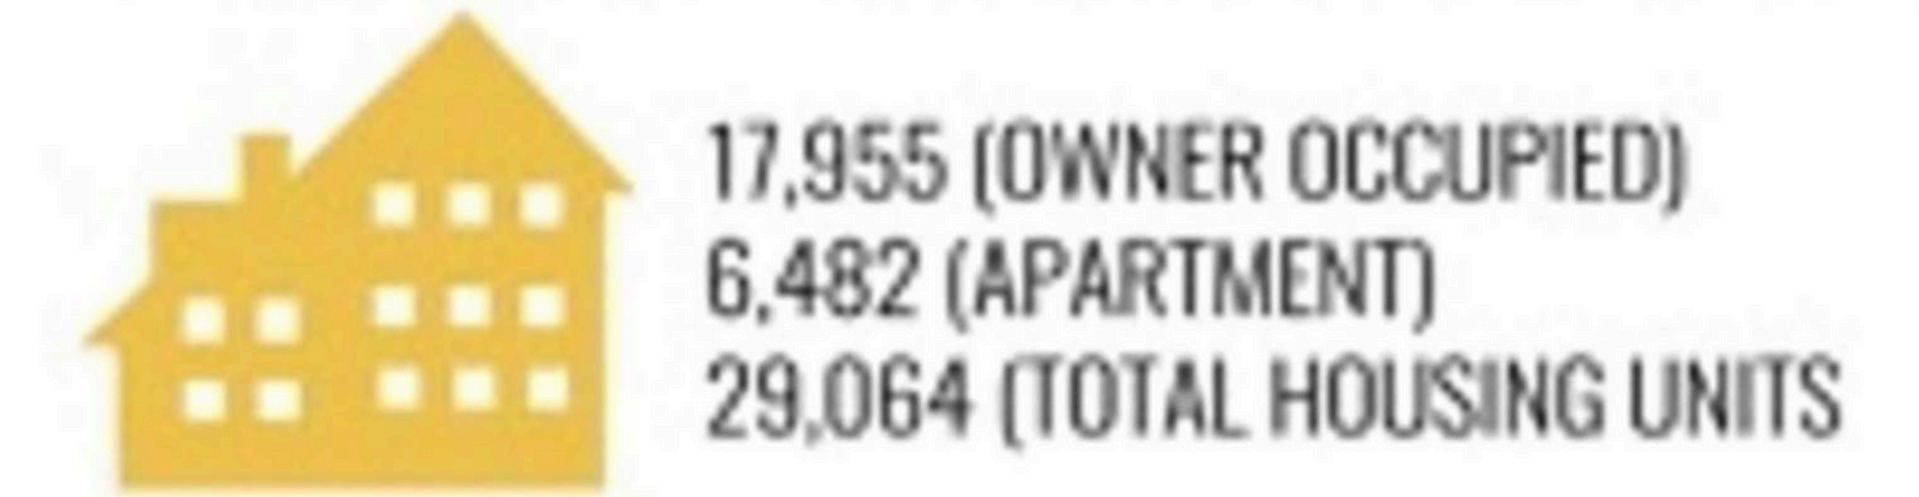 17,955 (OWNER OCCUPIED)
6,482 (APARTMENT)
29,064 (TOTAL HOUSING UNITS